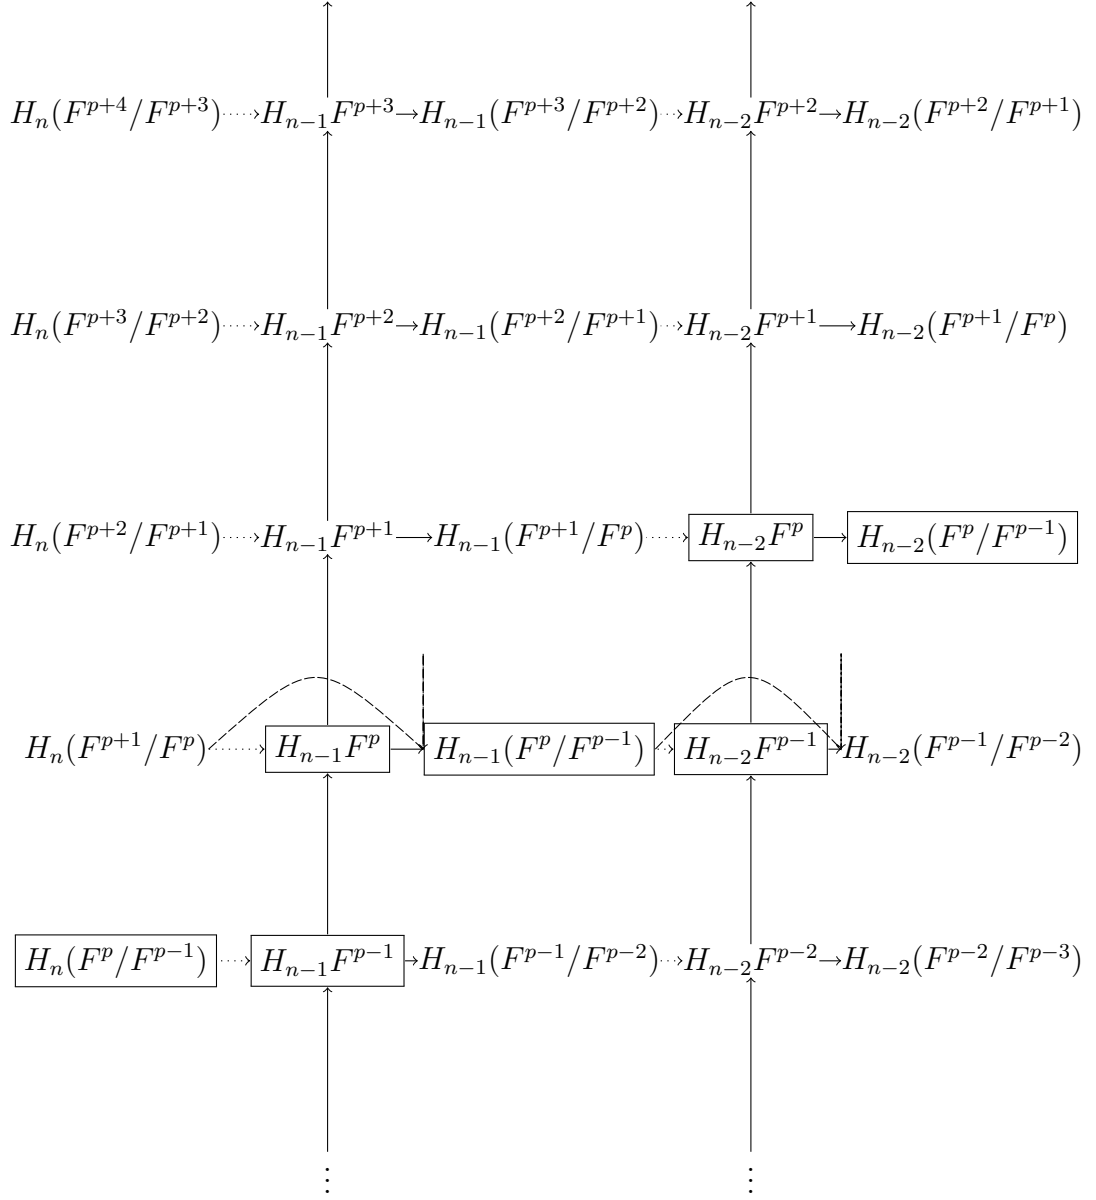 H_n(F^{p+4}/F^{p+3}) H_{n-1}F^{p+3} H_{n-1}(F^{p+3}/F^{p+2}) H_{n-2}F^{p+2} H_{n-2}(F^{p+2}/F^{p+1})
H_n(F^{p+3}/F^{p+2}) H_{n-1}F^{p+2} H_{n-1}(F^{p+2}/F^{p+1}) H_{n-2}F^{p+1} H_{n-2}(F^{p+1}/F^p)
H_n(F^{p+2}/F^{p+1}) H_{n-1}F^{p+1} H_{n-1}(F^{p+1}/F^p) H_{n-2}F^p H_{n-2}(F^p/F^{p-1})
H_n(F^{p+1}/F^p) H_{n-1}F^p H_{n-1}(F^p/F^{p-1}) H_{n-2}F^{p-1} H_{n-2}(F^{p-1}/F^{p-2})
H_n(F^p/F^{p-1}) H_{n-1}F^{p-1} H_{n-1}(F^{p-1}/F^{p-2}) H_{n-2}F^{p-2} H_{n-2}(F^{p-2}/F^{p-3})
⋮ ⋮